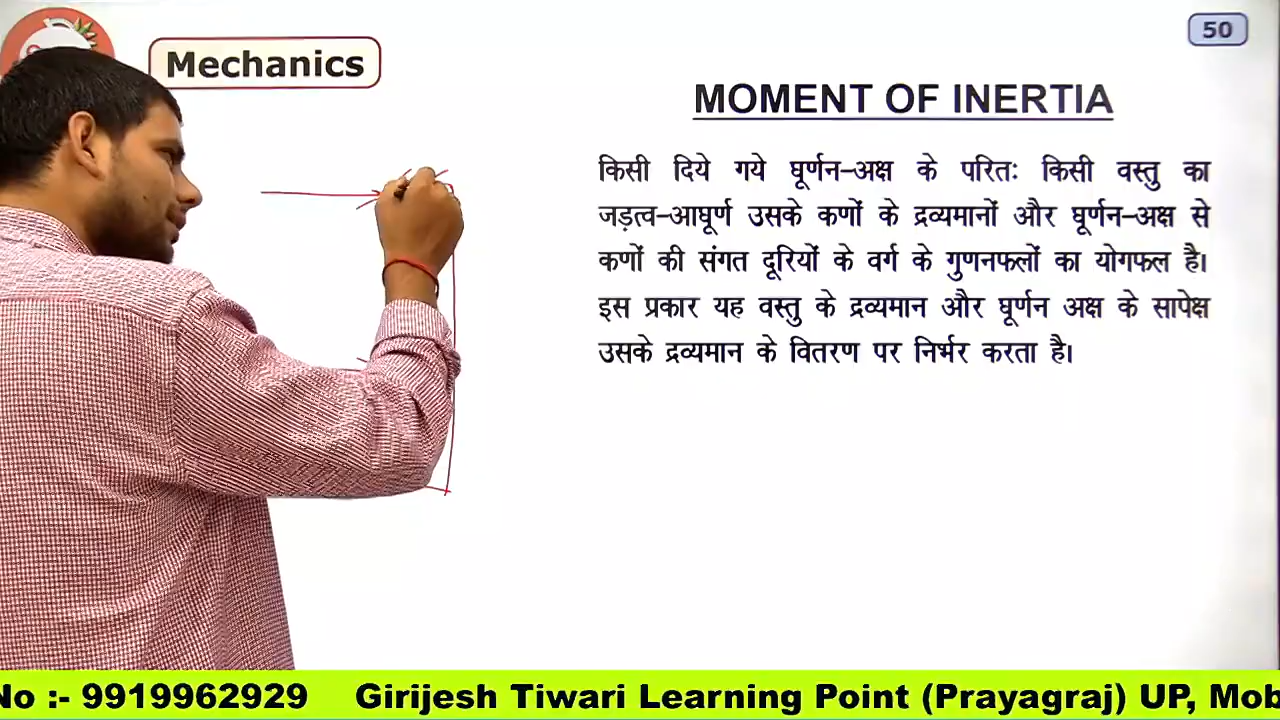 50
Mechanics
MOMENT OF INERTIA
किसी दिये गये घूर्णन-अक्ष के परितः किसी वस्तु का
जड़त्व-आघूर्ण उसके कणों के द्रव्यमानों और घूर्णन-अक्ष से
कणों की संगत दूरियों के वर्ग के गुणनफलों का योगफल है।
इस प्रकार यह वस्तु के द्रव्यमान और घूर्णन अक्ष के सापेक्ष
उसके द्रव्यमान के वितरण पर निर्भर करता है।
No :- 9919962929 Girijesh Tiwari Learning Point (Prayagraj) UP, Mob